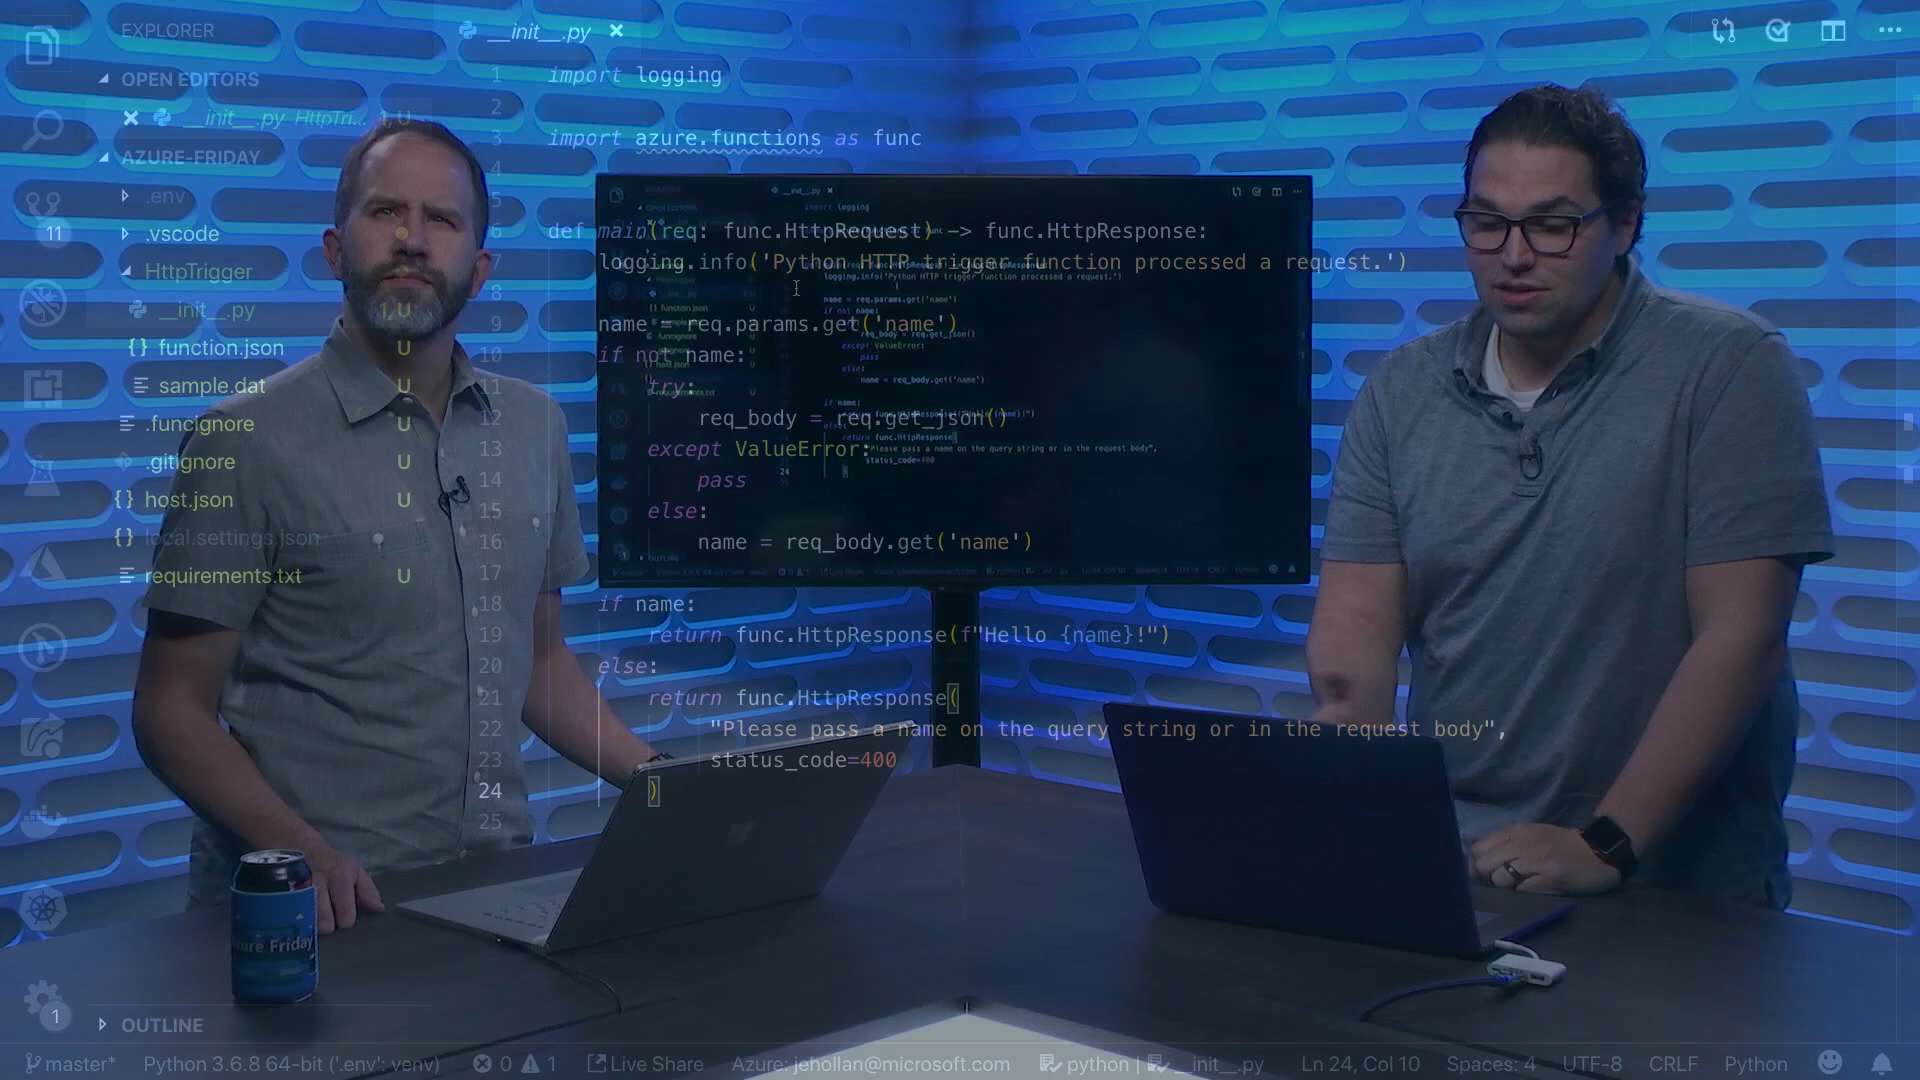 EXPLORER
OPEN EDITORS
__init__.py HttpTri... 1, U
AZURE-FRIDAY
.env
.vscode
HttpTrigger
__init__.py 1, U
function.json U
sample.dat U
.funcignore U
.gitignore U
host.json U
local.settings.json
requirements.txt U
OUTLINE
11
1
__init__.py
1 import logging
2
3 import azure.functions as func
4
5
6 def main(req: func.HttpRequest) -> func.HttpResponse:
7 logging.info('Python HTTP trigger function processed a request.')
8
9 name = req.params.get('name')
10 if not name:
11 try:
12 req_body = req.get_json()
13 except ValueError:
14 pass
15 else:
16 name = req_body.get('name')
17
18 if name:
19 return func.HttpResponse(f"Hello {name}!")
20 else:
21 return func.HttpResponse(
22 "Please pass a name on the query string or in the request body",
23 status_code=400
24 )
25
Azure Friday
master* Python 3.6.8 64-bit ('.env': venv) 0 1 Live Share Azure: jehollan@microsoft.com python | __init__.py Ln 24, Col 10 Spaces: 4 UTF-8 CRLF Python